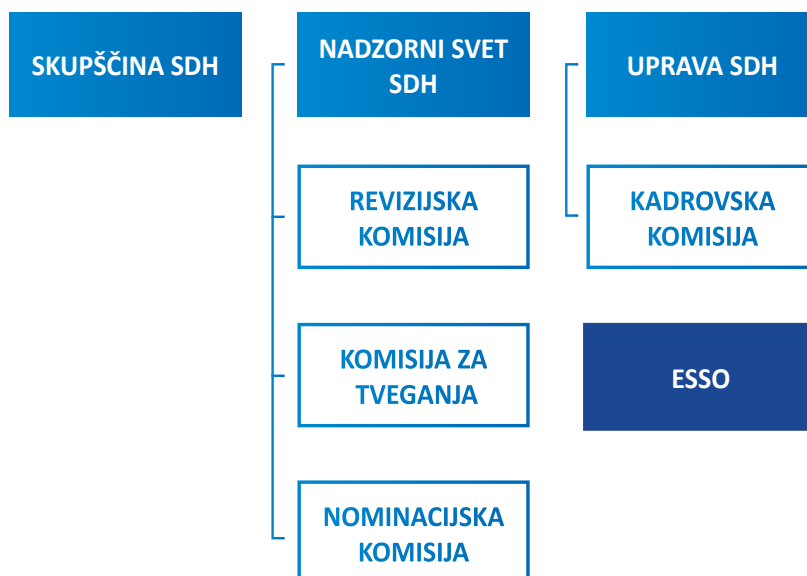 SKUPŠČINA SDH
NADZORNI SVET
SDH
UPRAVA SDH
REVIZIJSKA
KOMISIJA
KADROVSKA
KOMISIJA
KOMISIJA ZA
TVEGANJA
ESSO
NOMINACIJSKA
KOMISIJA